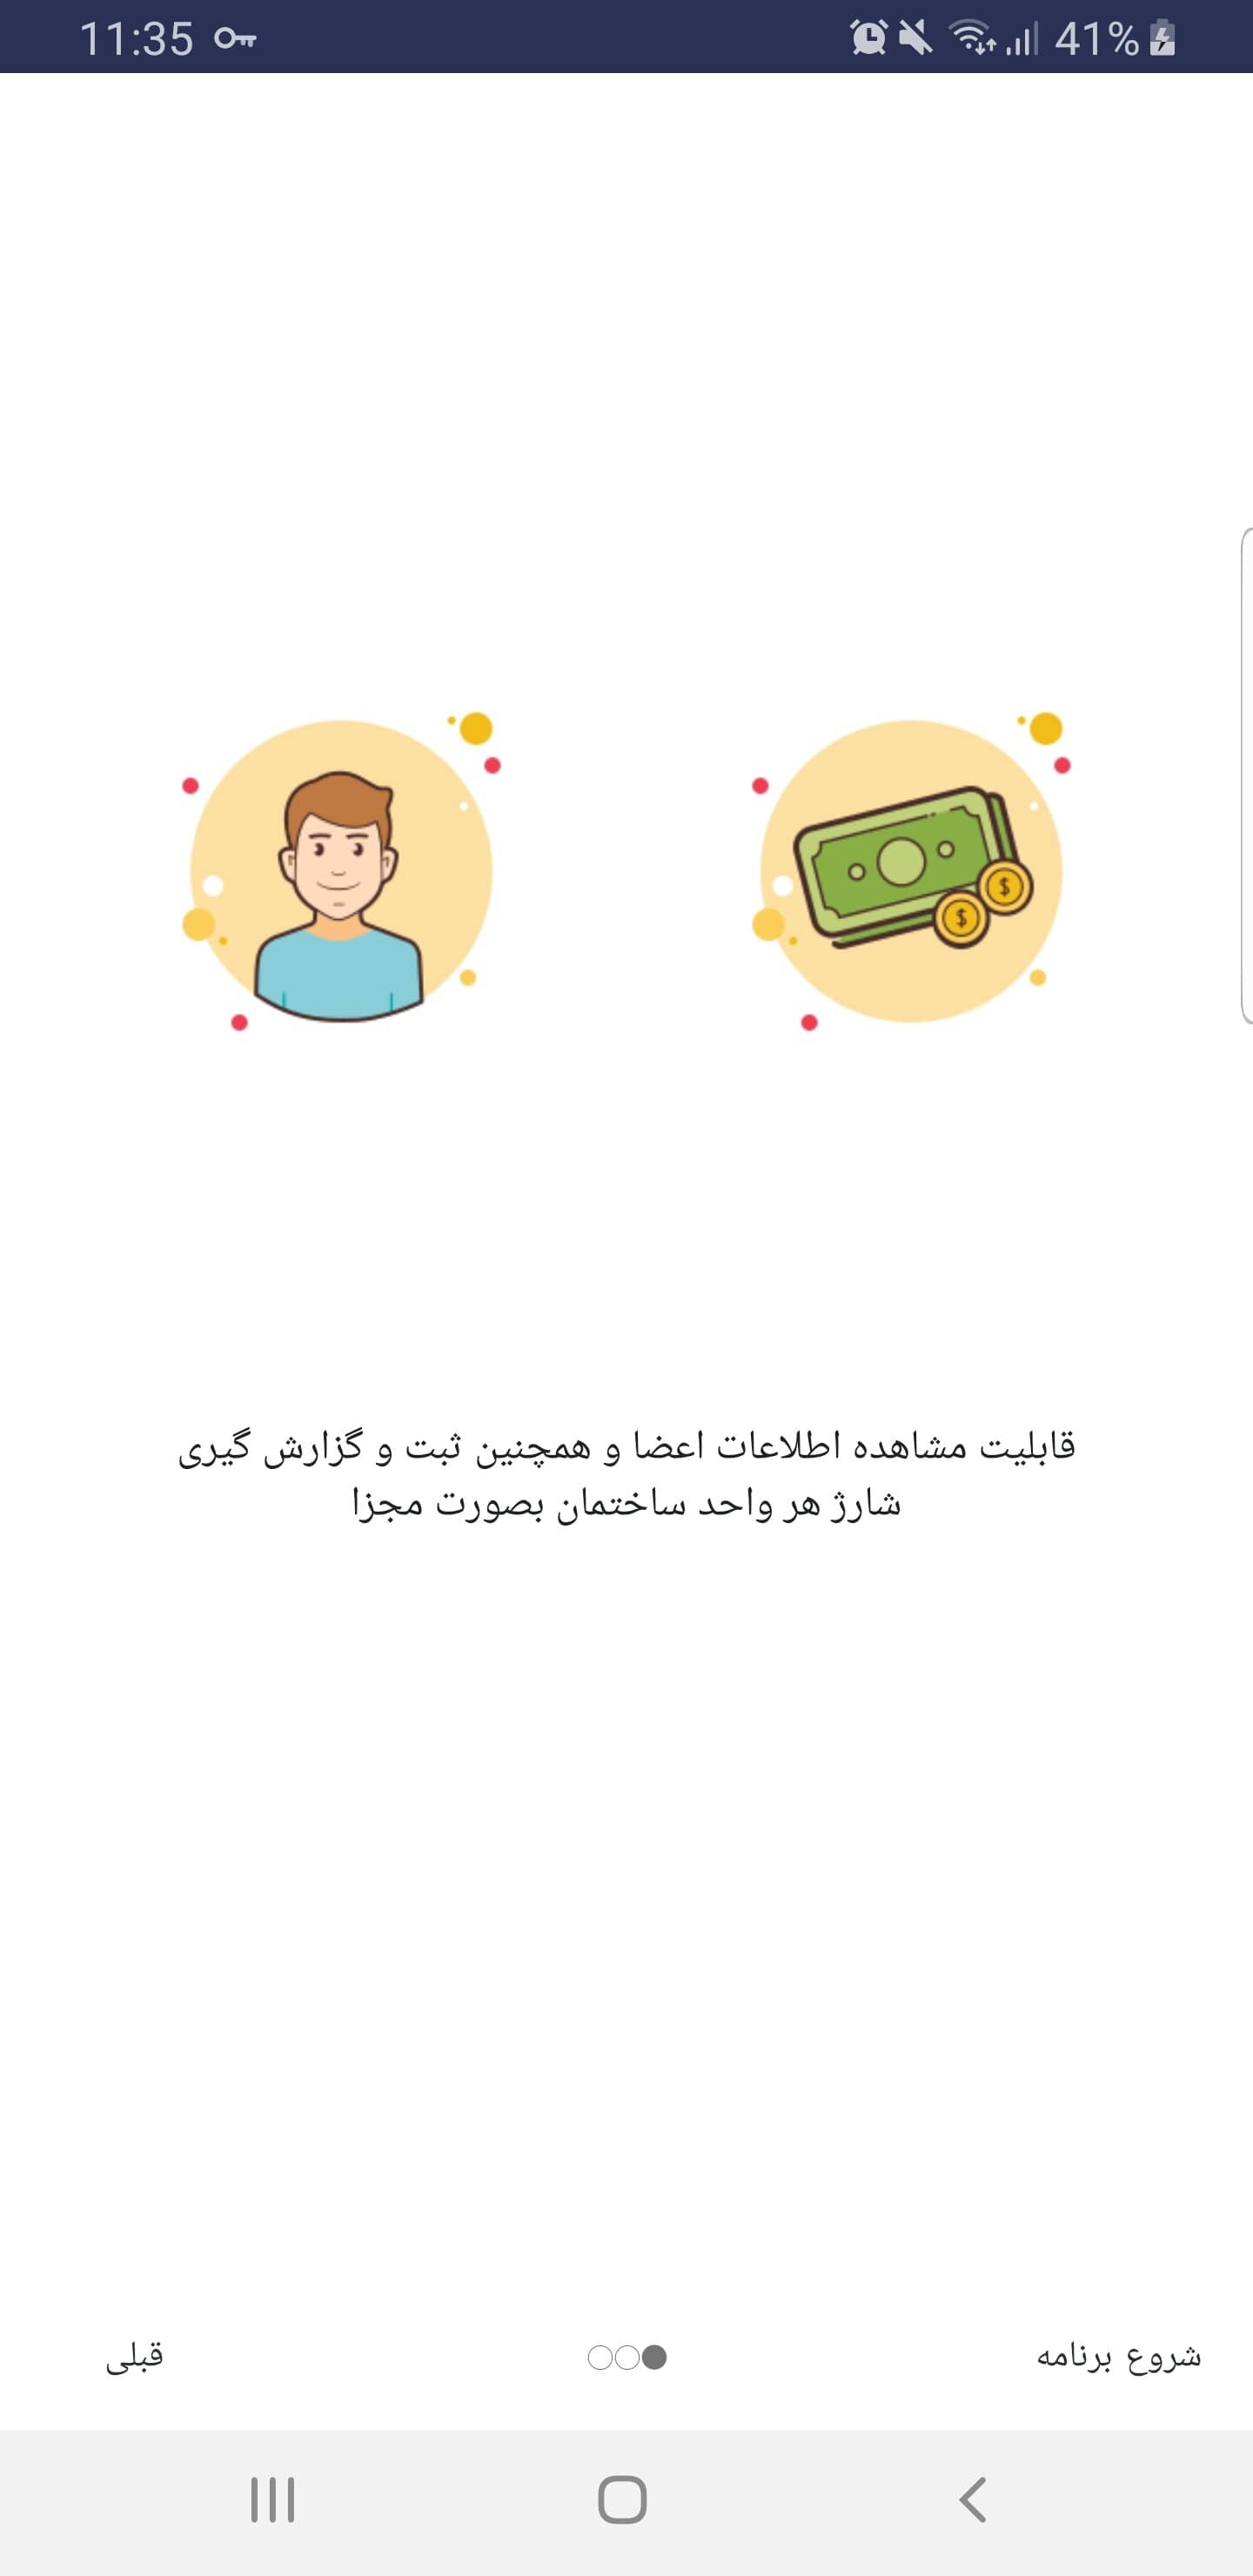 11:35
41%
قابلیت مشاهده اطلاعات اعضا و همچنین ثبت و گزارش گیری
شارژ هر واحد ساختمان بصورت مجزا
شروع برنامه
قبلی